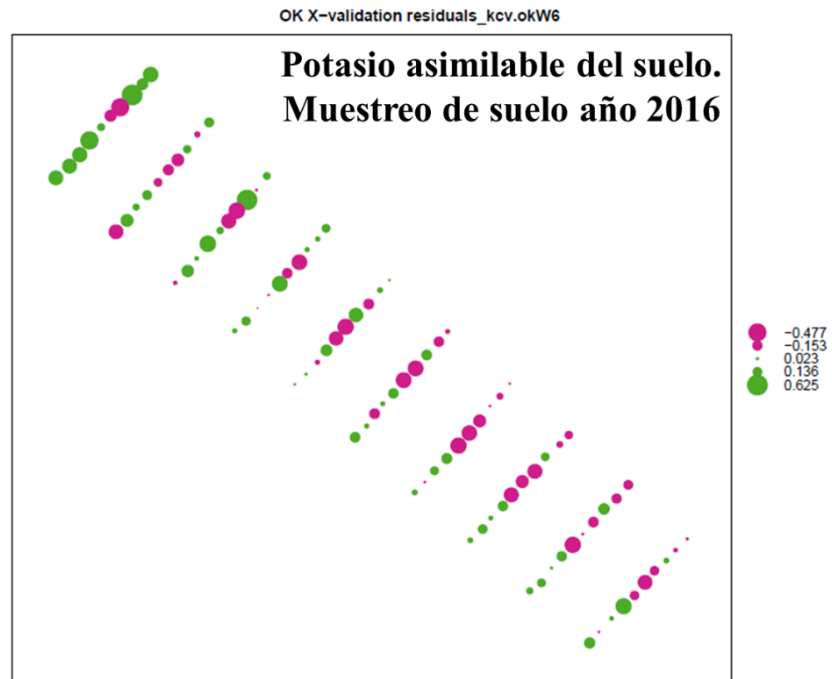 OK X−validation residuals_kcv.okW6
Potasio asimilable del suelo.
Muestreo de suelo año 2016
−0.477
−0.153
0.023
0.136
0.625